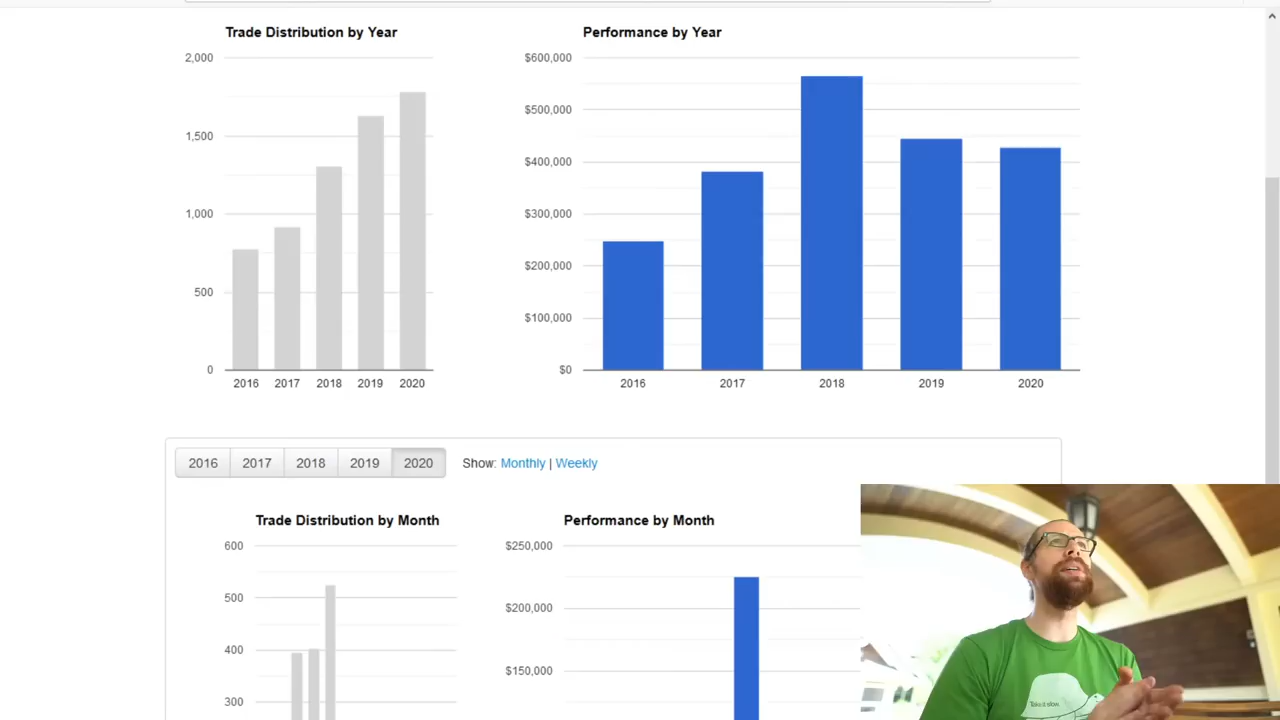 Trade Distribution by Year
2,000
1,500
1,000
500
0
2016 2017 2018 2019 2020
Performance by Year
$600,000
$500,000
$400,000
$300,000
$200,000
$100,000
$0
2016 2017 2018 2019 2020
2016 2017 2018 2019 2020 Show: Monthly | Weekly
Trade Distribution by Month
600
500
400
300
Performance by Month
$250,000
$200,000
$150,000
Take it slow.